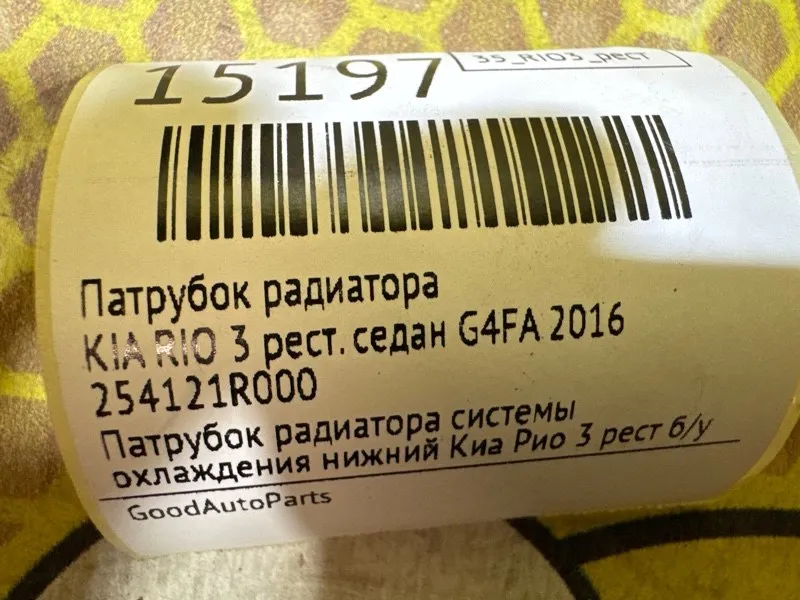 15197
35_RIO3_рест
Патрубок радиатора
KIA RIO 3 рест. седан G4FA 2016
254121R000
Патрубок радиатора системы
охлаждения нижний Киа Рио 3 рест б/у
GoodAutoParts